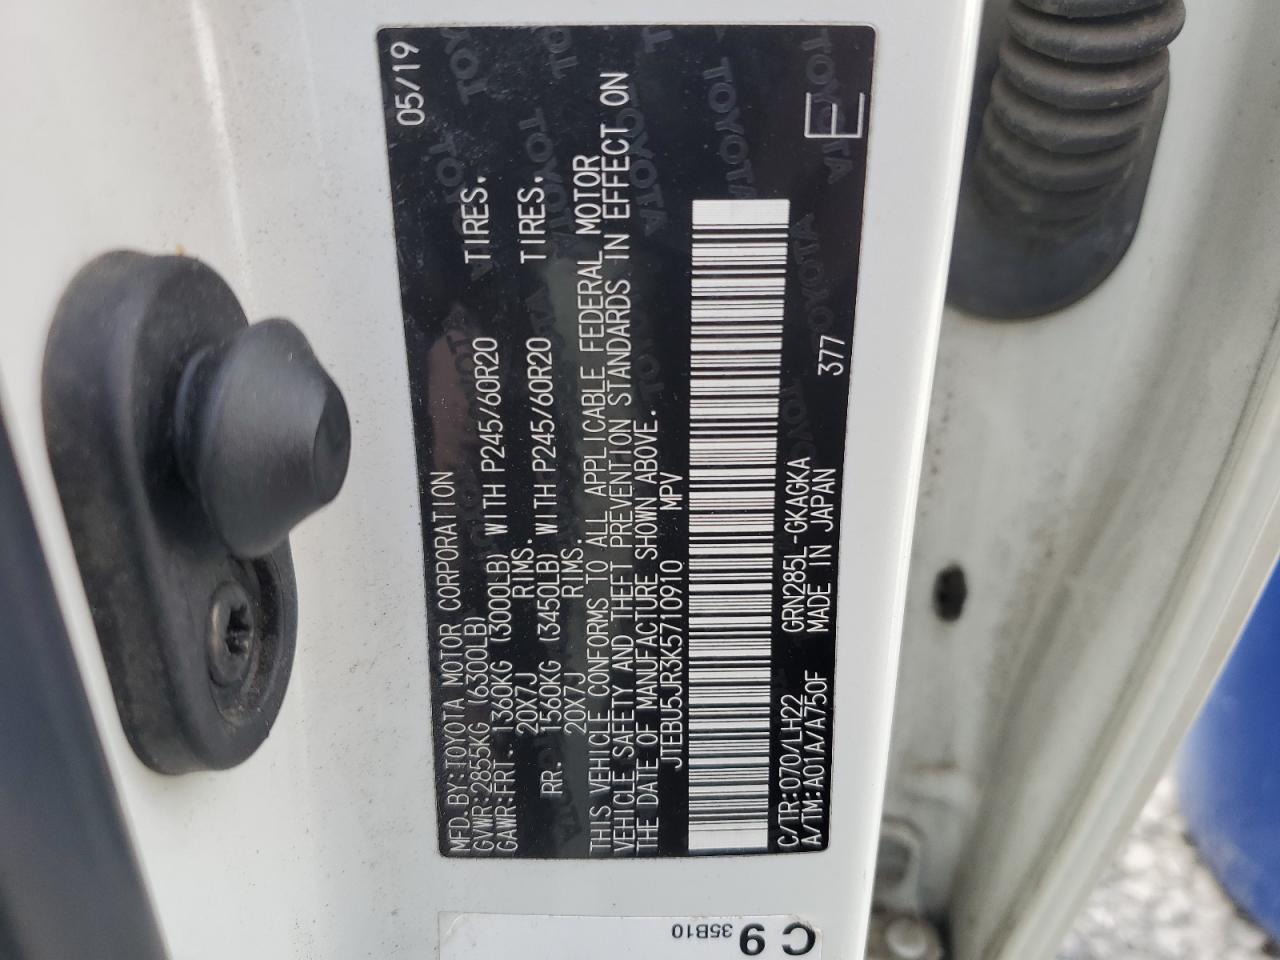 MFD. BY: TOYOTA MOTOR CORPORATION 05/19
GVWR: 2855KG (6300LB)
GAWR: FRT. 1360KG (3000LB) WITH P245/60R20 TIRES.
20X7J RIMS.
RR. 1560KG (3450LB) WITH P245/60R20 TIRES.
20X7J RIMS.
THIS VEHICLE CONFORMS TO ALL APPLICABLE FEDERAL MOTOR
VEHICLE SAFETY AND THEFT PREVENTION STANDARDS IN EFFECT ON
THE DATE OF MANUFACTURE SHOWN ABOVE.
JTEBU5JR3K5710910 MPV
C/TR: 070/LH22 GRN285L-GKAGKA 377 E
A/TM: A01A/A750F MADE IN JAPAN
C9
35B10